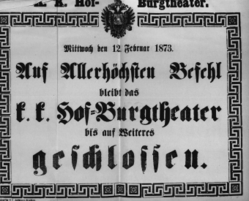 K. K. Hof- Burgtheater.
Mittwoch den 12 Februar 1873.
Auf Allerhöchsten Befehl
bleibt das
k. k. Hof-Burgtheater
bis auf Weiteres
geschlossen.